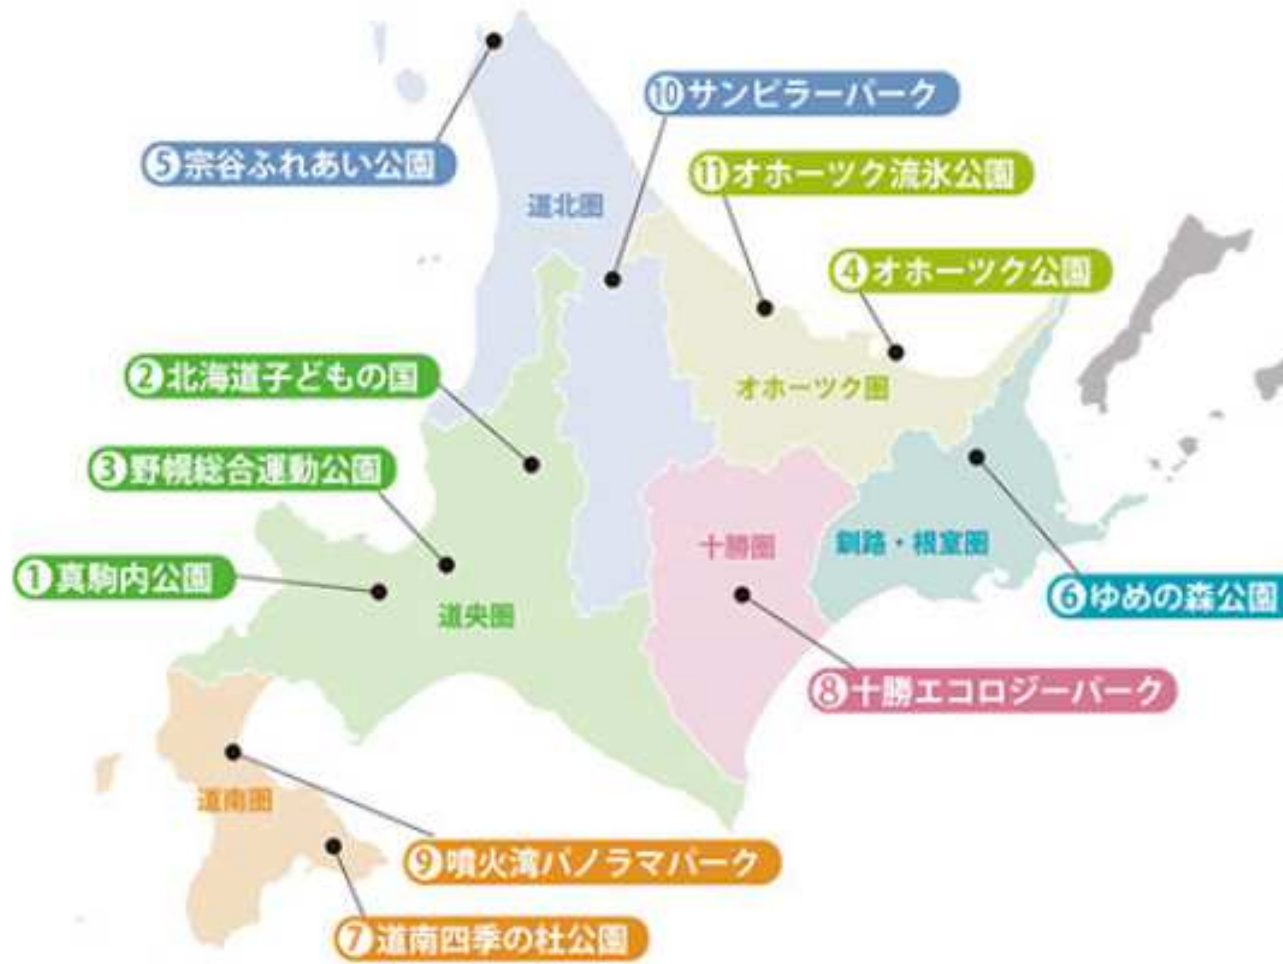 ⑩サンピラーパーク
⑤宗谷ふれあい公園
⑪オホーツク流氷公園
道北圏
④オホーツク公園
②北海道子どもの国
オホーツク圏
③野幌総合運動公園
十勝圏
釧路・根室圏
①真駒内公園
⑥ゆめの森公園
道央圏
⑧十勝エコロジーパーク
道南圏
⑨噴火湾パノラマパーク
⑦道南四季の杜公園